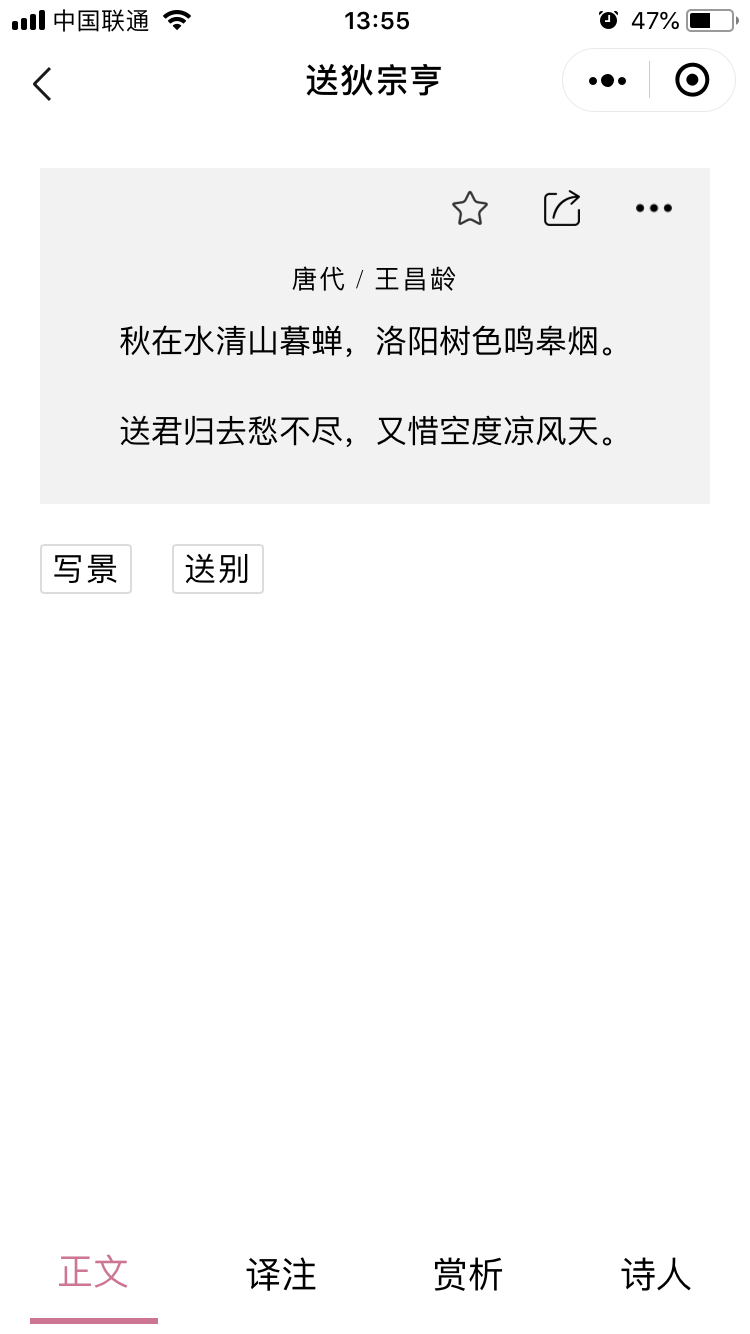 中国联通 13:55 47%
送狄宗亨
唐代 / 王昌龄
秋在水清山暮蝉，洛阳树色鸣皋烟。
送君归去愁不尽，又惜空度凉风天。
写景 送别
正文 译注 赏析 诗人